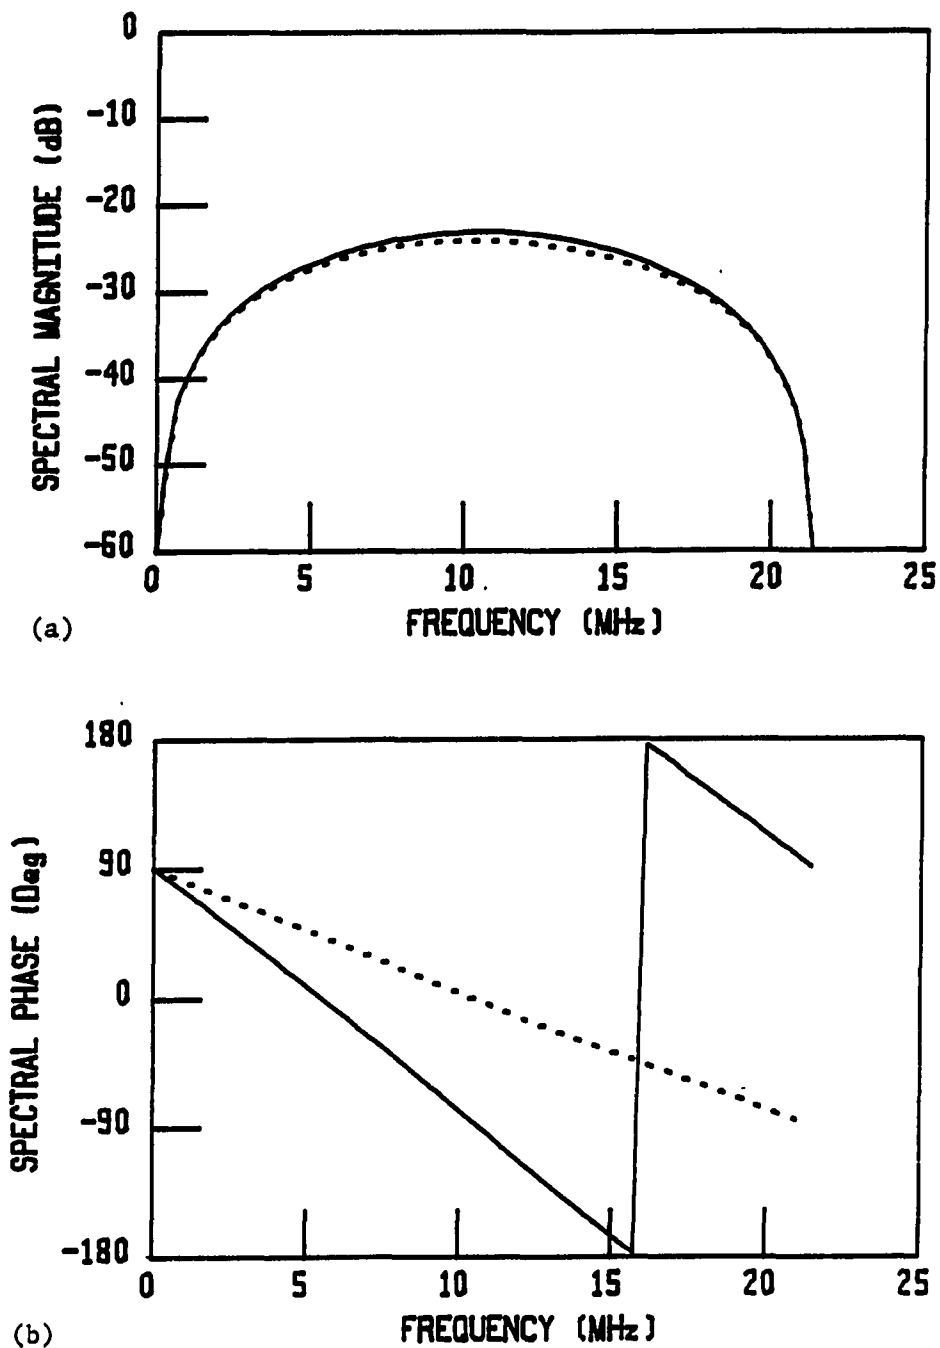 0
-10
-20
-30
-40
-50
-60
SPECTRAL MAGNITUDE (dB)
0 5 10 15 20 25
FREQUENCY (MHz)
(a)
180
90
0
-90
-180
SPECTRAL PHASE (Deg)
0 5 10 15 20 25
FREQUENCY (MHz)
(b)